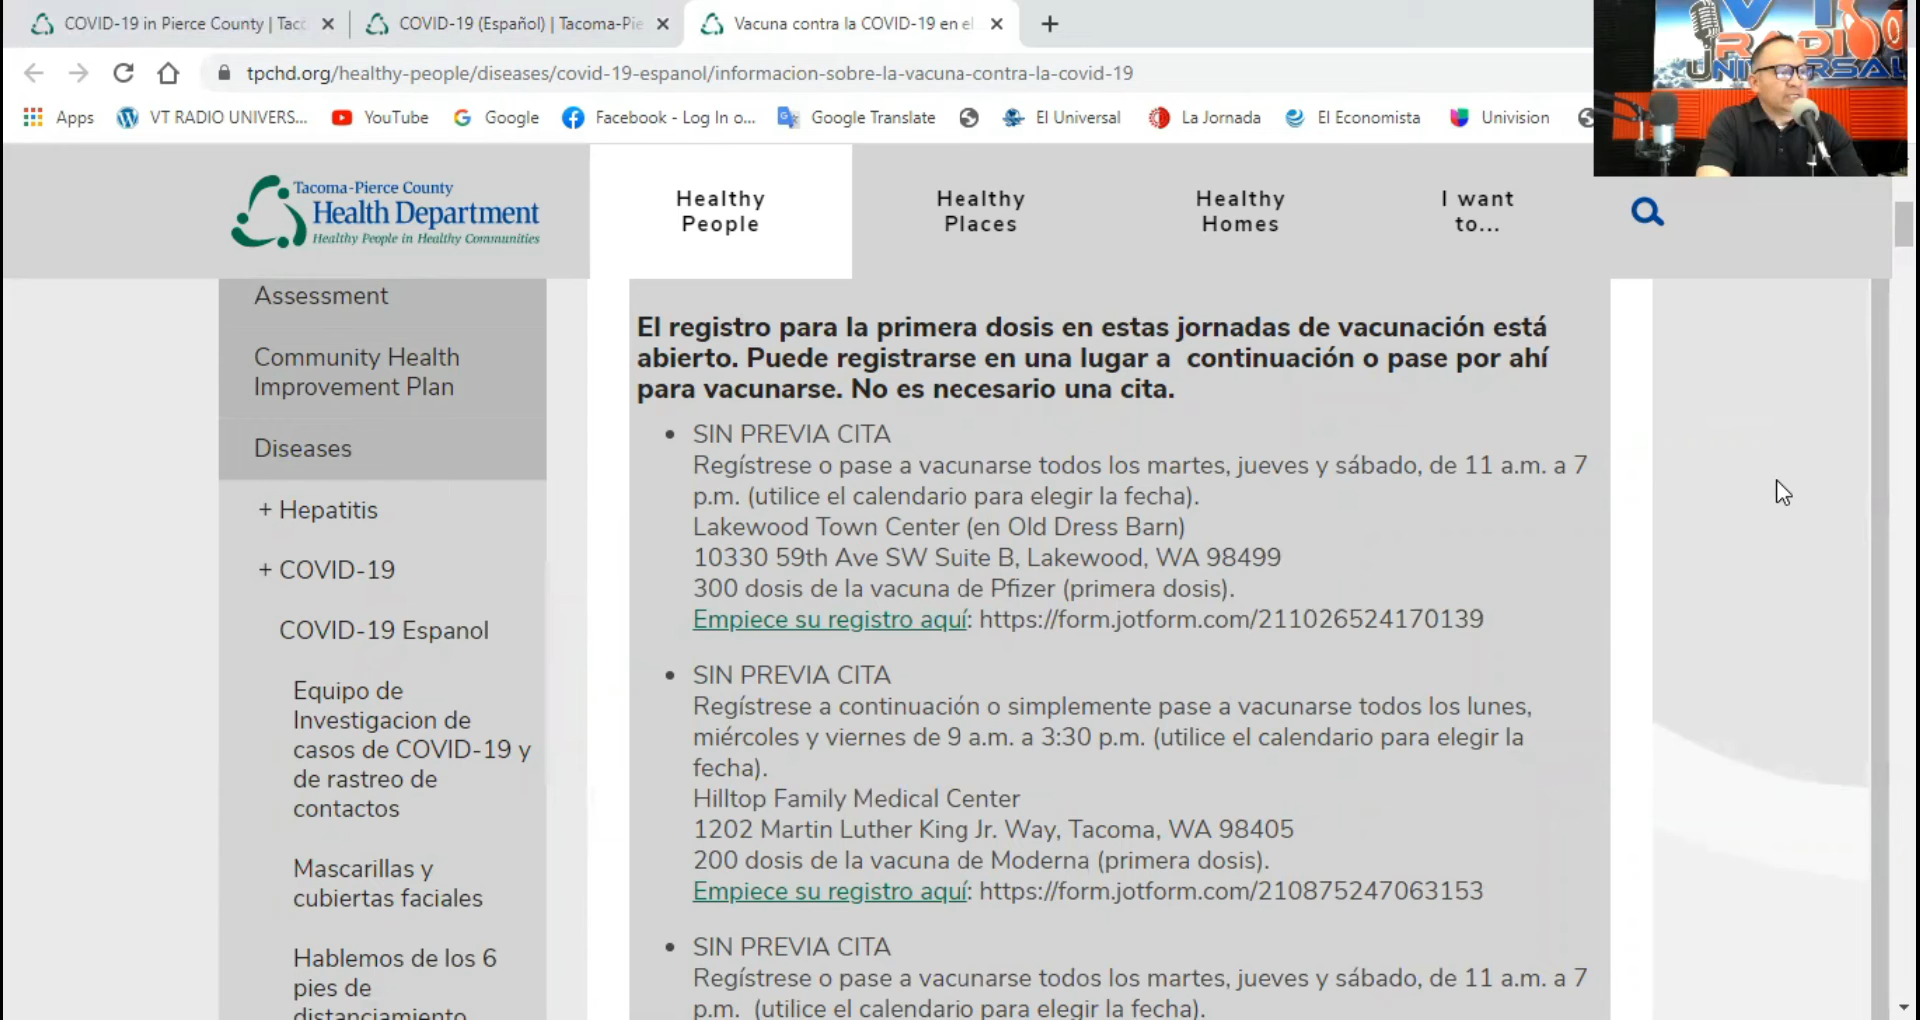 COVID-19 in Pierce County | Taco
COVID-19 (Español) | Tacoma-Pie
Vacuna contra la COVID-19 en el
tpchd.org/healthy-people/diseases/covid-19-espanol/informacion-sobre-la-vacuna-contra-la-covid-19
Apps
VT RADIO UNIVERS...
YouTube
Google
Facebook - Log In o...
Google Translate
El Universal
La Jornada
El Economista
Univision
VT
RADIO
UNIVERSAL
Tacoma-Pierce County
Health Department
Healthy People in Healthy Communities
Healthy
People
Healthy
Places
Healthy
Homes
I want
to...
Assessment
Community Health
Improvement Plan
Diseases
+ Hepatitis
+ COVID-19
COVID-19 Espanol
Equipo de
Investigacion de
casos de COVID-19 y
de rastreo de
contactos
Mascarillas y
cubiertas faciales
Hablemos de los 6
pies de
distanciamiento
El registro para la primera dosis en estas jornadas de vacunación está
abierto. Puede registrarse en una lugar a continuación o pase por ahí
para vacunarse. No es necesario una cita.
• SIN PREVIA CITA
Regístrese o pase a vacunarse todos los martes, jueves y sábado, de 11 a.m. a 7
p.m. (utilice el calendario para elegir la fecha).
Lakewood Town Center (en Old Dress Barn)
10330 59th Ave SW Suite B, Lakewood, WA 98499
300 dosis de la vacuna de Pfizer (primera dosis).
Empiece su registro aquí: https://form.jotform.com/211026524170139
• SIN PREVIA CITA
Regístrese a continuación o simplemente pase a vacunarse todos los lunes,
miércoles y viernes de 9 a.m. a 3:30 p.m. (utilice el calendario para elegir la
fecha).
Hilltop Family Medical Center
1202 Martin Luther King Jr. Way, Tacoma, WA 98405
200 dosis de la vacuna de Moderna (primera dosis).
Empiece su registro aquí: https://form.jotform.com/210875247063153
• SIN PREVIA CITA
Regístrese o pase a vacunarse todos los martes, jueves y sábado, de 11 a.m. a 7
p.m. (utilice el calendario para elegir la fecha).